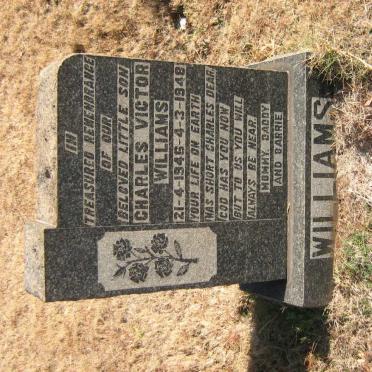 IN
TREASURED REMEMBRANCE
OF OUR
BELOVED LITTLE SON
CHARLES VICTOR
WILLIAMS
21-4-1946-4-3-1948
YOUR LIFE ON EARTH
WAS SHORT CHARLES DEAR,
GOD HAS YOU NOW
BUT TO US YOU WILL
ALWAYS BE NEAR
MOMMY, DADDY
AND BARRIE
WILLIAMS